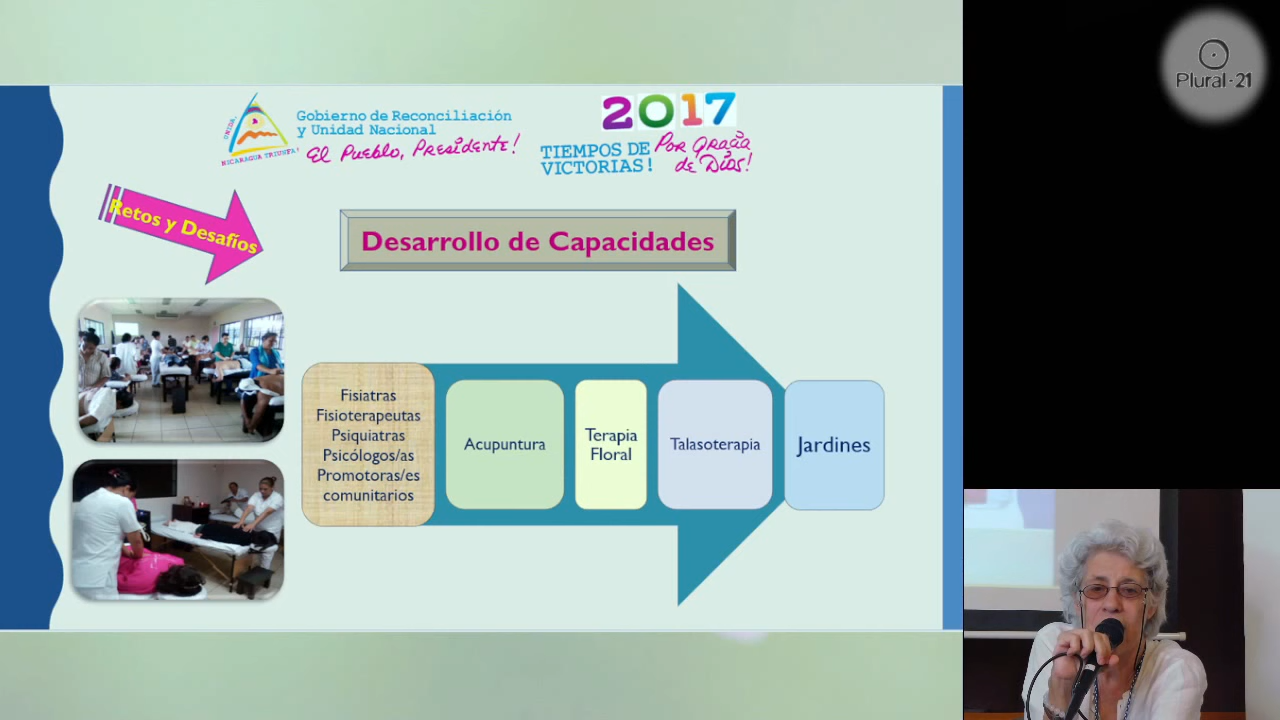 Plural-21
UNIDA,
NICARAGUA TRIUNFA!
Gobierno de Reconciliación
y Unidad Nacional
El Pueblo, Presidente!
2017
TIEMPOS DE
VICTORIAS!
Por Gracia
de Dios!
Retos y Desafíos
Desarrollo de Capacidades
Fisiatras
Fisioterapeutas
Psiquiatras
Psicólogos/as
Promotoras/es
comunitarios
Acupuntura
Terapia
Floral
Talasoterapia
Jardines